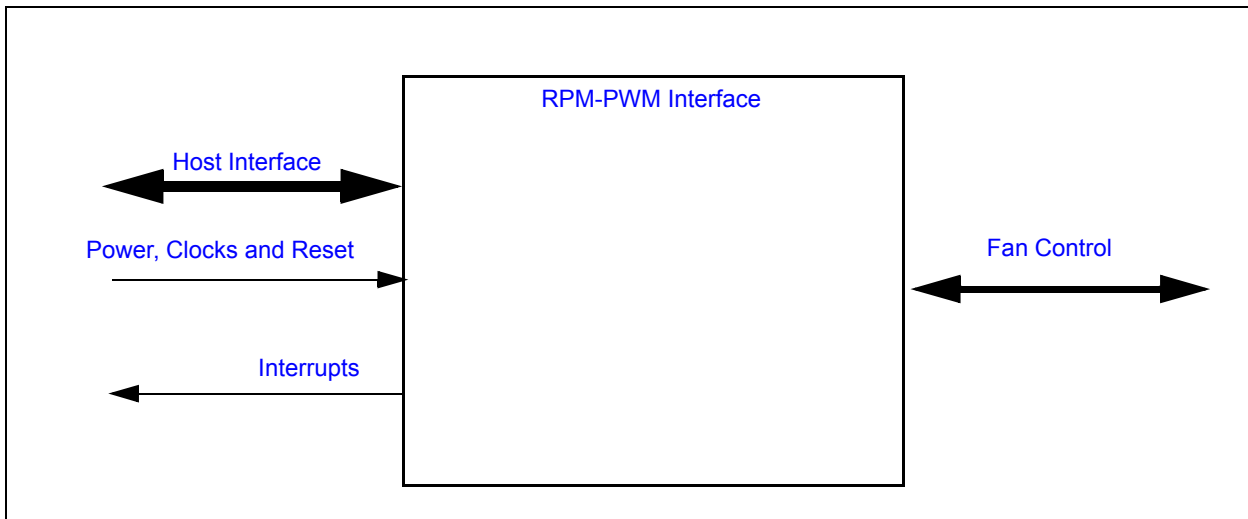 RPM-PWM Interface
Host Interface
Power, Clocks and Reset
Fan Control
Interrupts